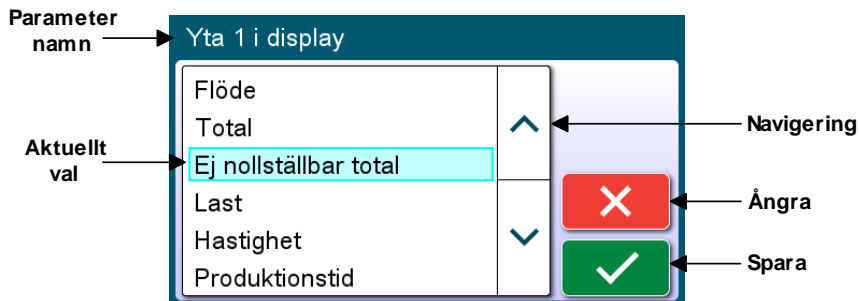 Parameter
namn
Yta 1 i display
Flöde
Total
Ej nollställbar total
Last
Hastighet
Produktionstid
Aktuellt
val
Navigering
Ångra
Spara